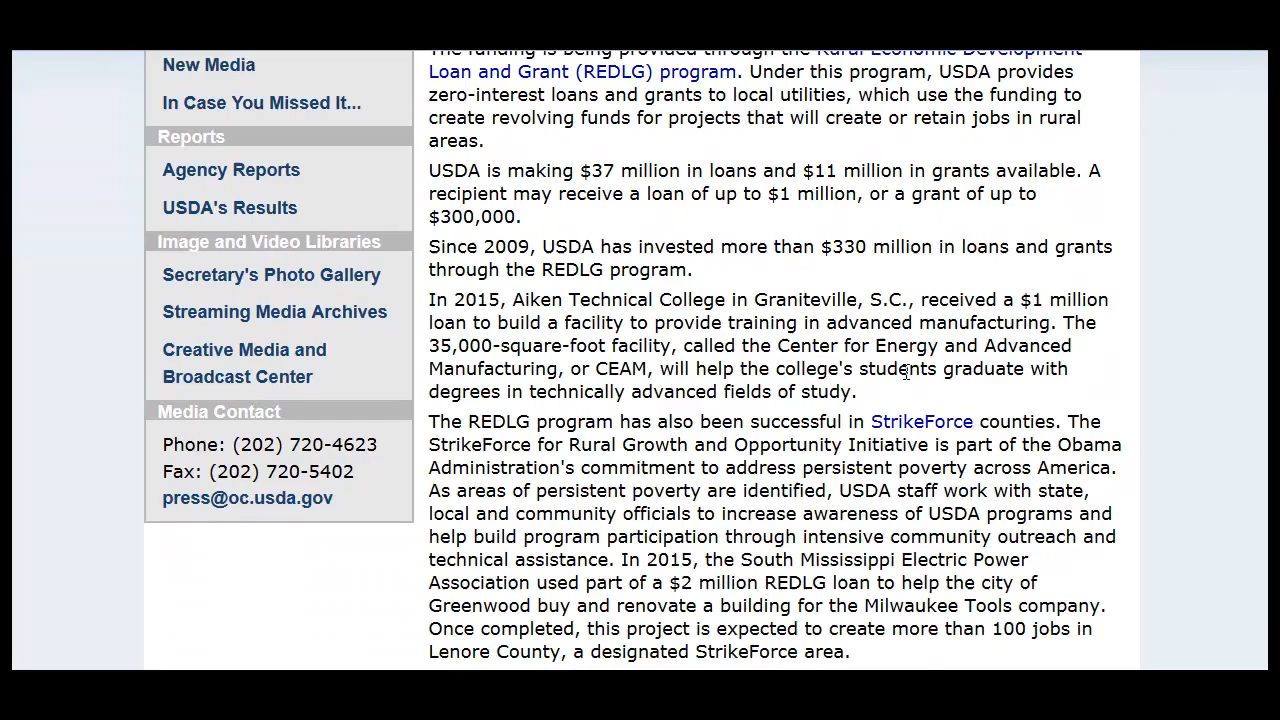 New Media
In Case You Missed It...
Reports
Agency Reports
USDA's Results
Image and Video Libraries
Secretary's Photo Gallery
Streaming Media Archives
Creative Media and
Broadcast Center
Media Contact
Phone: (202) 720-4623
Fax: (202) 720-5402
press@oc.usda.gov
The funding is being provided through the Rural Economic Development
Loan and Grant (REDLG) program. Under this program, USDA provides
zero-interest loans and grants to local utilities, which use the funding to
create revolving funds for projects that will create or retain jobs in rural
areas.
USDA is making $37 million in loans and $11 million in grants available. A
recipient may receive a loan of up to $1 million, or a grant of up to
$300,000.
Since 2009, USDA has invested more than $330 million in loans and grants
through the REDLG program.
In 2015, Aiken Technical College in Graniteville, S.C., received a $1 million
loan to build a facility to provide training in advanced manufacturing. The
35,000-square-foot facility, called the Center for Energy and Advanced
Manufacturing, or CEAM, will help the college's students graduate with
degrees in technically advanced fields of study.
The REDLG program has also been successful in StrikeForce counties. The
StrikeForce for Rural Growth and Opportunity Initiative is part of the Obama
Administration's commitment to address persistent poverty across America.
As areas of persistent poverty are identified, USDA staff work with state,
local and community officials to increase awareness of USDA programs and
help build program participation through intensive community outreach and
technical assistance. In 2015, the South Mississippi Electric Power
Association used part of a $2 million REDLG loan to help the city of
Greenwood buy and renovate a building for the Milwaukee Tools company.
Once completed, this project is expected to create more than 100 jobs in
Lenore County, a designated StrikeForce area.